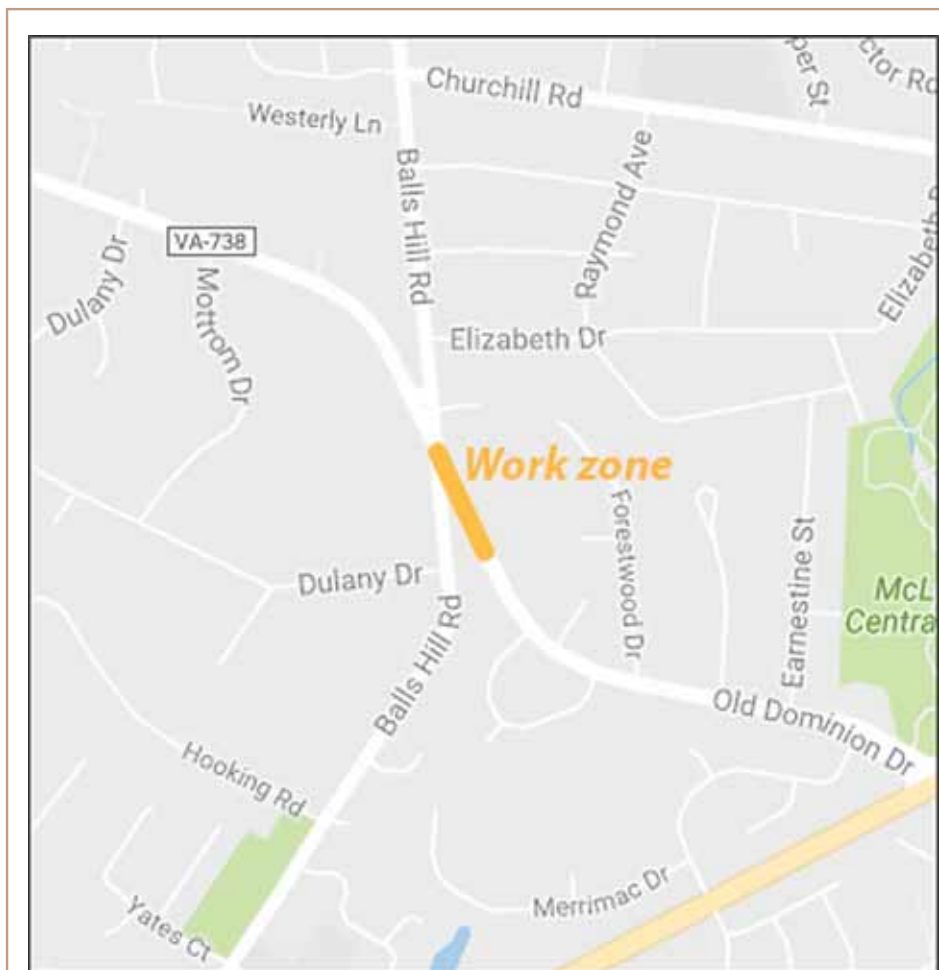 Churchill Rd
Westerly Ln
Balls Hill Rd
Raymond Ave
VA-738
Dulany Dr
Mottrom Dr
Elizabeth Dr
Elizabeth
Work zone
Forestwood Dr
Earnestine St
Dulany Dr
Balls Hill Rd
Old Dominion Dr
Hooking Rd
Merrimac Dr
Yates Ct